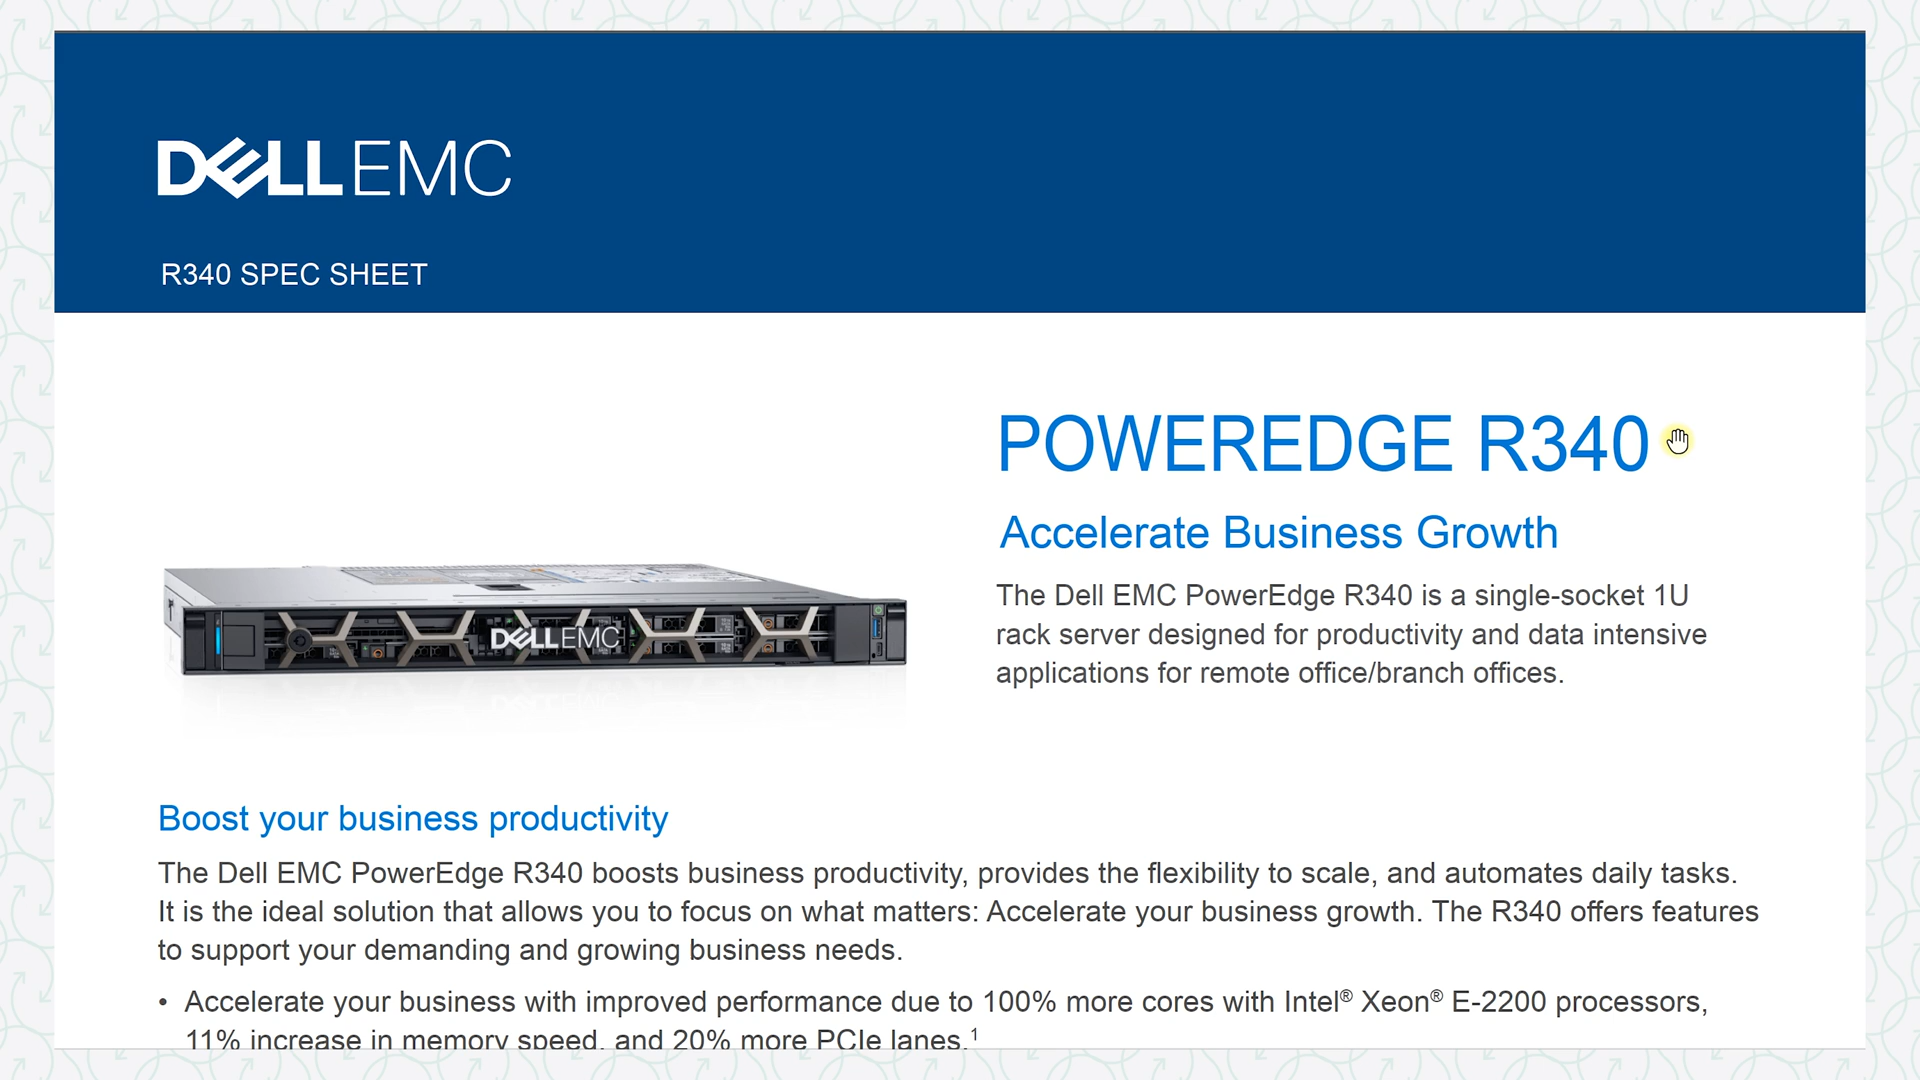 DELLEMC
R340 SPEC SHEET
POWEREDGE R340
Accelerate Business Growth
The Dell EMC PowerEdge R340 is a single-socket 1U
rack server designed for productivity and data intensive
applications for remote office/branch offices.
DELLEMC
Boost your business productivity
The Dell EMC PowerEdge R340 boosts business productivity, provides the flexibility to scale, and automates daily tasks.
It is the ideal solution that allows you to focus on what matters: Accelerate your business growth. The R340 offers features
to support your demanding and growing business needs.
• Accelerate your business with improved performance due to 100% more cores with Intel® Xeon® E-2200 processors,
11% increase in memory speed, and 20% more PCIe lanes.¹